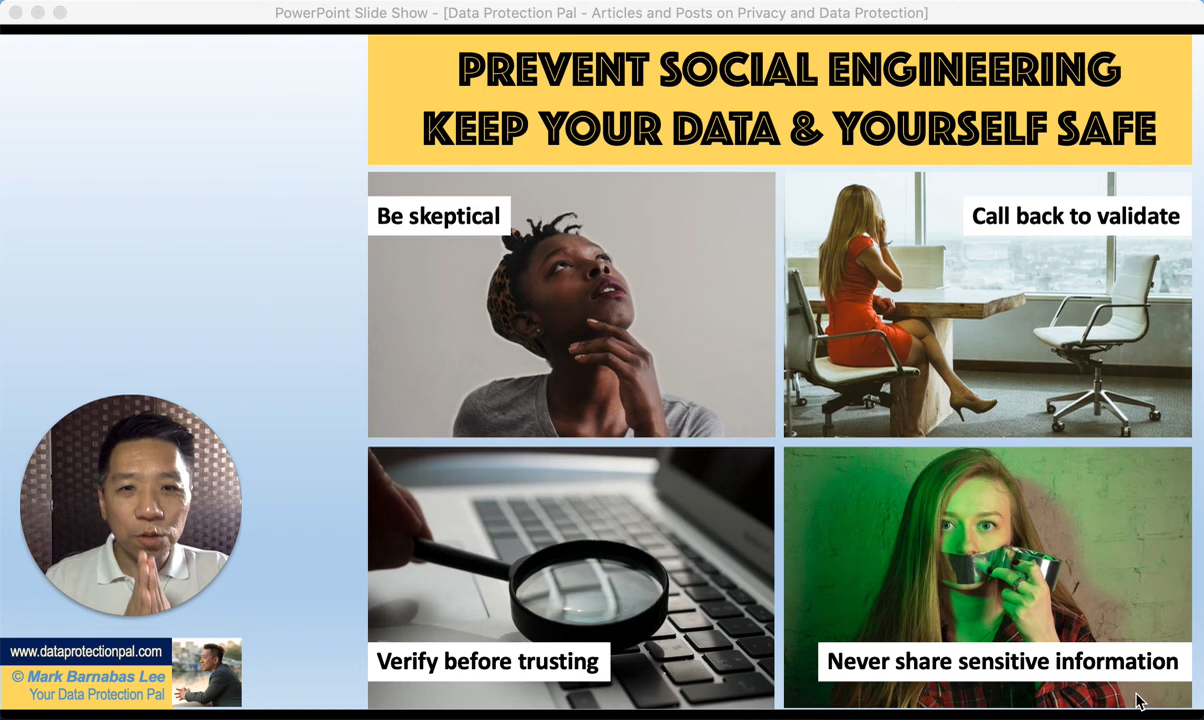 PowerPoint Slide Show - [Data Protection Pal - Articles and Posts on Privacy and Data Protection]
PREVENT SOCIAL ENGINEERING
KEEP YOUR DATA & YOURSELF SAFE
Be skeptical
Call back to validate
Verify before trusting
Never share sensitive information
www.dataprotectionpal.com
© Mark Barnabas Lee
Your Data Protection Pal